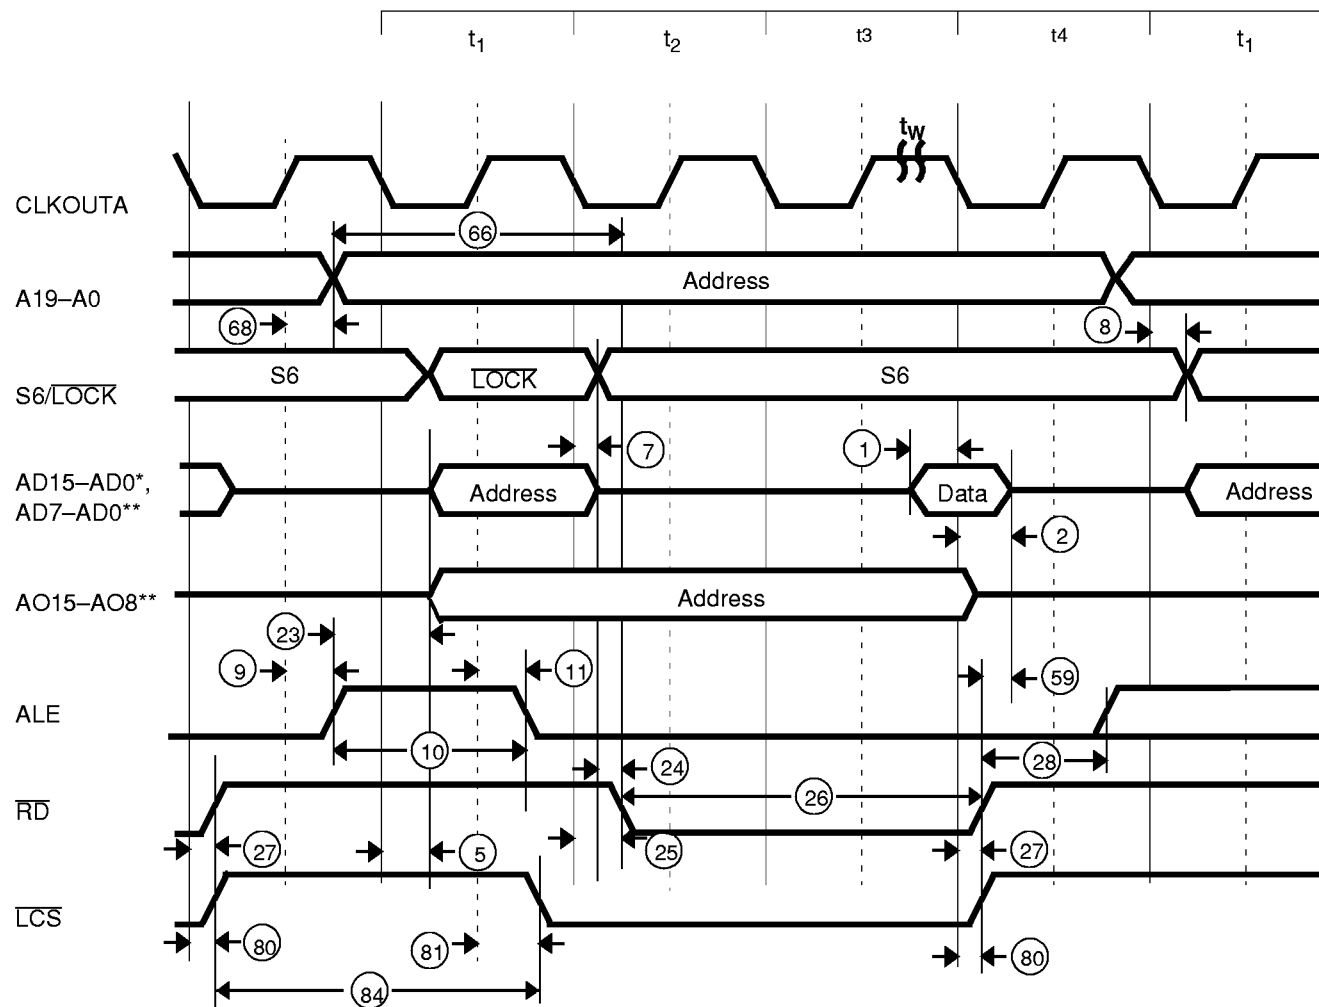 t1 t2 t3 t4 t1
tW
CLKOUTA
66
A19–A0 Address
68 8
S6/LOCK S6 LOCK S6
7 1
AD15–AD0*,
AD7–AD0** Address Data Address
2
AO15–AO8** Address
23
9 11 59
ALE
10 24 28
RD 26
27 5 25 27
LCS
80 81 80
84